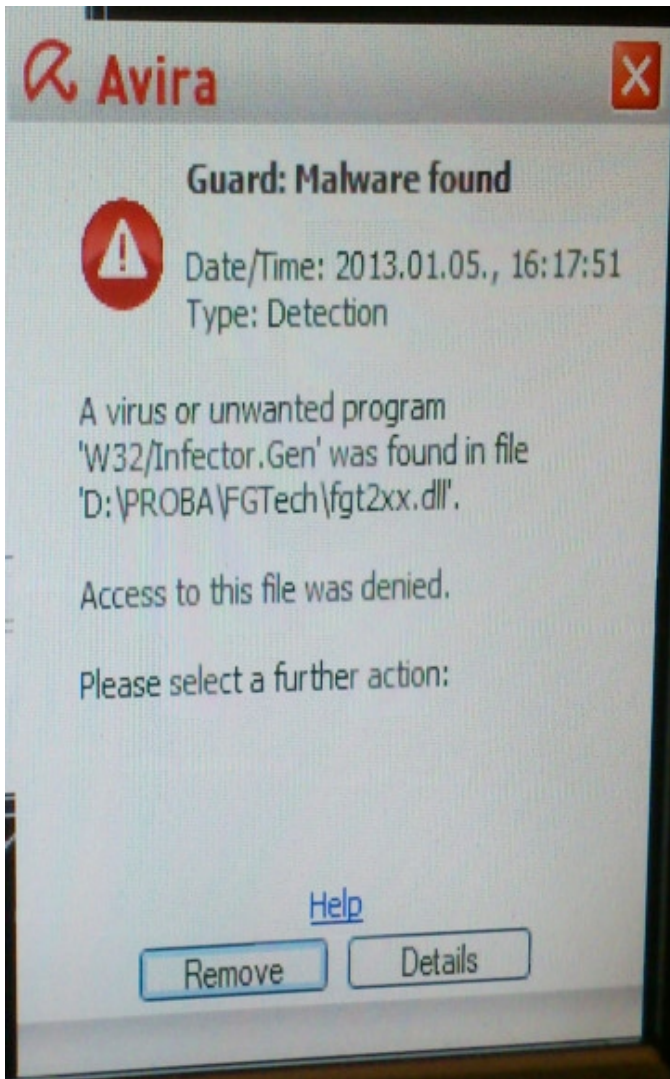 Avira
Guard: Malware found
Date/Time: 2013.01.05., 16:17:51
Type: Detection
A virus or unwanted program
'W32/Infector.Gen' was found in file
'D:\PROBA\FGTech\fgt2xx.dll'.
Access to this file was denied.
Please select a further action:
Help
Remove
Details